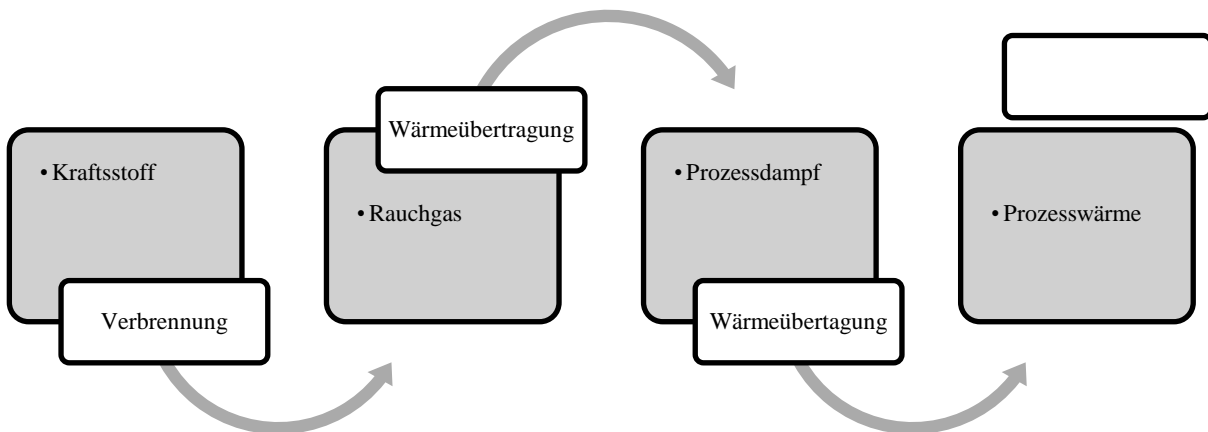 • Kraftsstoff
Verbrennung
Wärmeübertragung
• Rauchgas
• Prozessdampf
Wärmeübertagung
• Prozesswärme